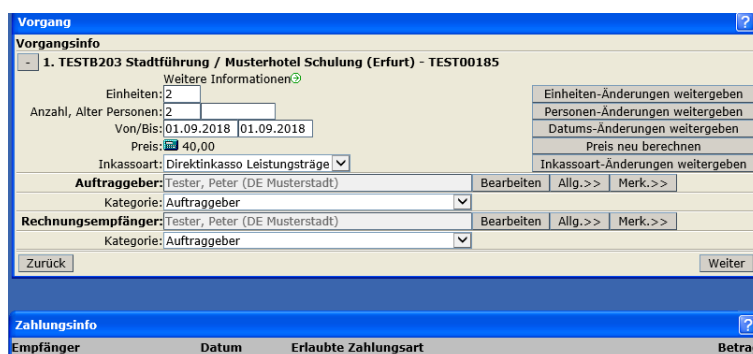 Vorgang ?
Vorgangsinfo
- 1. TESTB203 Stadtführung / Musterhotel Schulung (Erfurt) - TEST00185
Weitere Informationen
Einheiten: 2 Einheiten-Änderungen weitergeben
Anzahl, Alter Personen: 2 Personen-Änderungen weitergeben
Von/Bis: 01.09.2018 01.09.2018 Datums-Änderungen weitergeben
Preis: 40,00 Preis neu berechnen
Inkassoart: Direktinkasso Leistungsträge Inkassoart-Änderungen weitergeben
Auftraggeber: Tester, Peter (DE Musterstadt) Bearbeiten Allg.>> Merk.>>
Kategorie: Auftraggeber
Rechnungsempfänger: Tester, Peter (DE Musterstadt) Bearbeiten Allg.>> Merk.>>
Kategorie: Auftraggeber
Zurück Weiter
Zahlungsinfo ?
Empfänger Datum Erlaubte Zahlungsart Betra